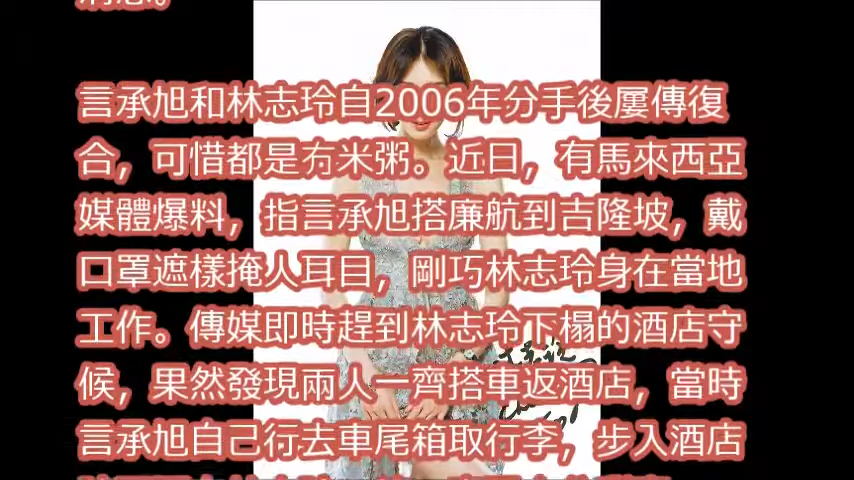 言承旭和林志玲自2006年分手後屢傳復
合，可惜都是冇米粥。近日，有馬來西亞
媒體爆料，指言承旭搭廉航到吉隆坡，戴
口罩遮樣掩人耳目，剛巧林志玲身在當地
工作。傳媒即時趕到林志玲下榻的酒店守
候，果然發現兩人一齊搭車返酒店，當時
言承旭自己行去車尾箱取行李，步入酒店